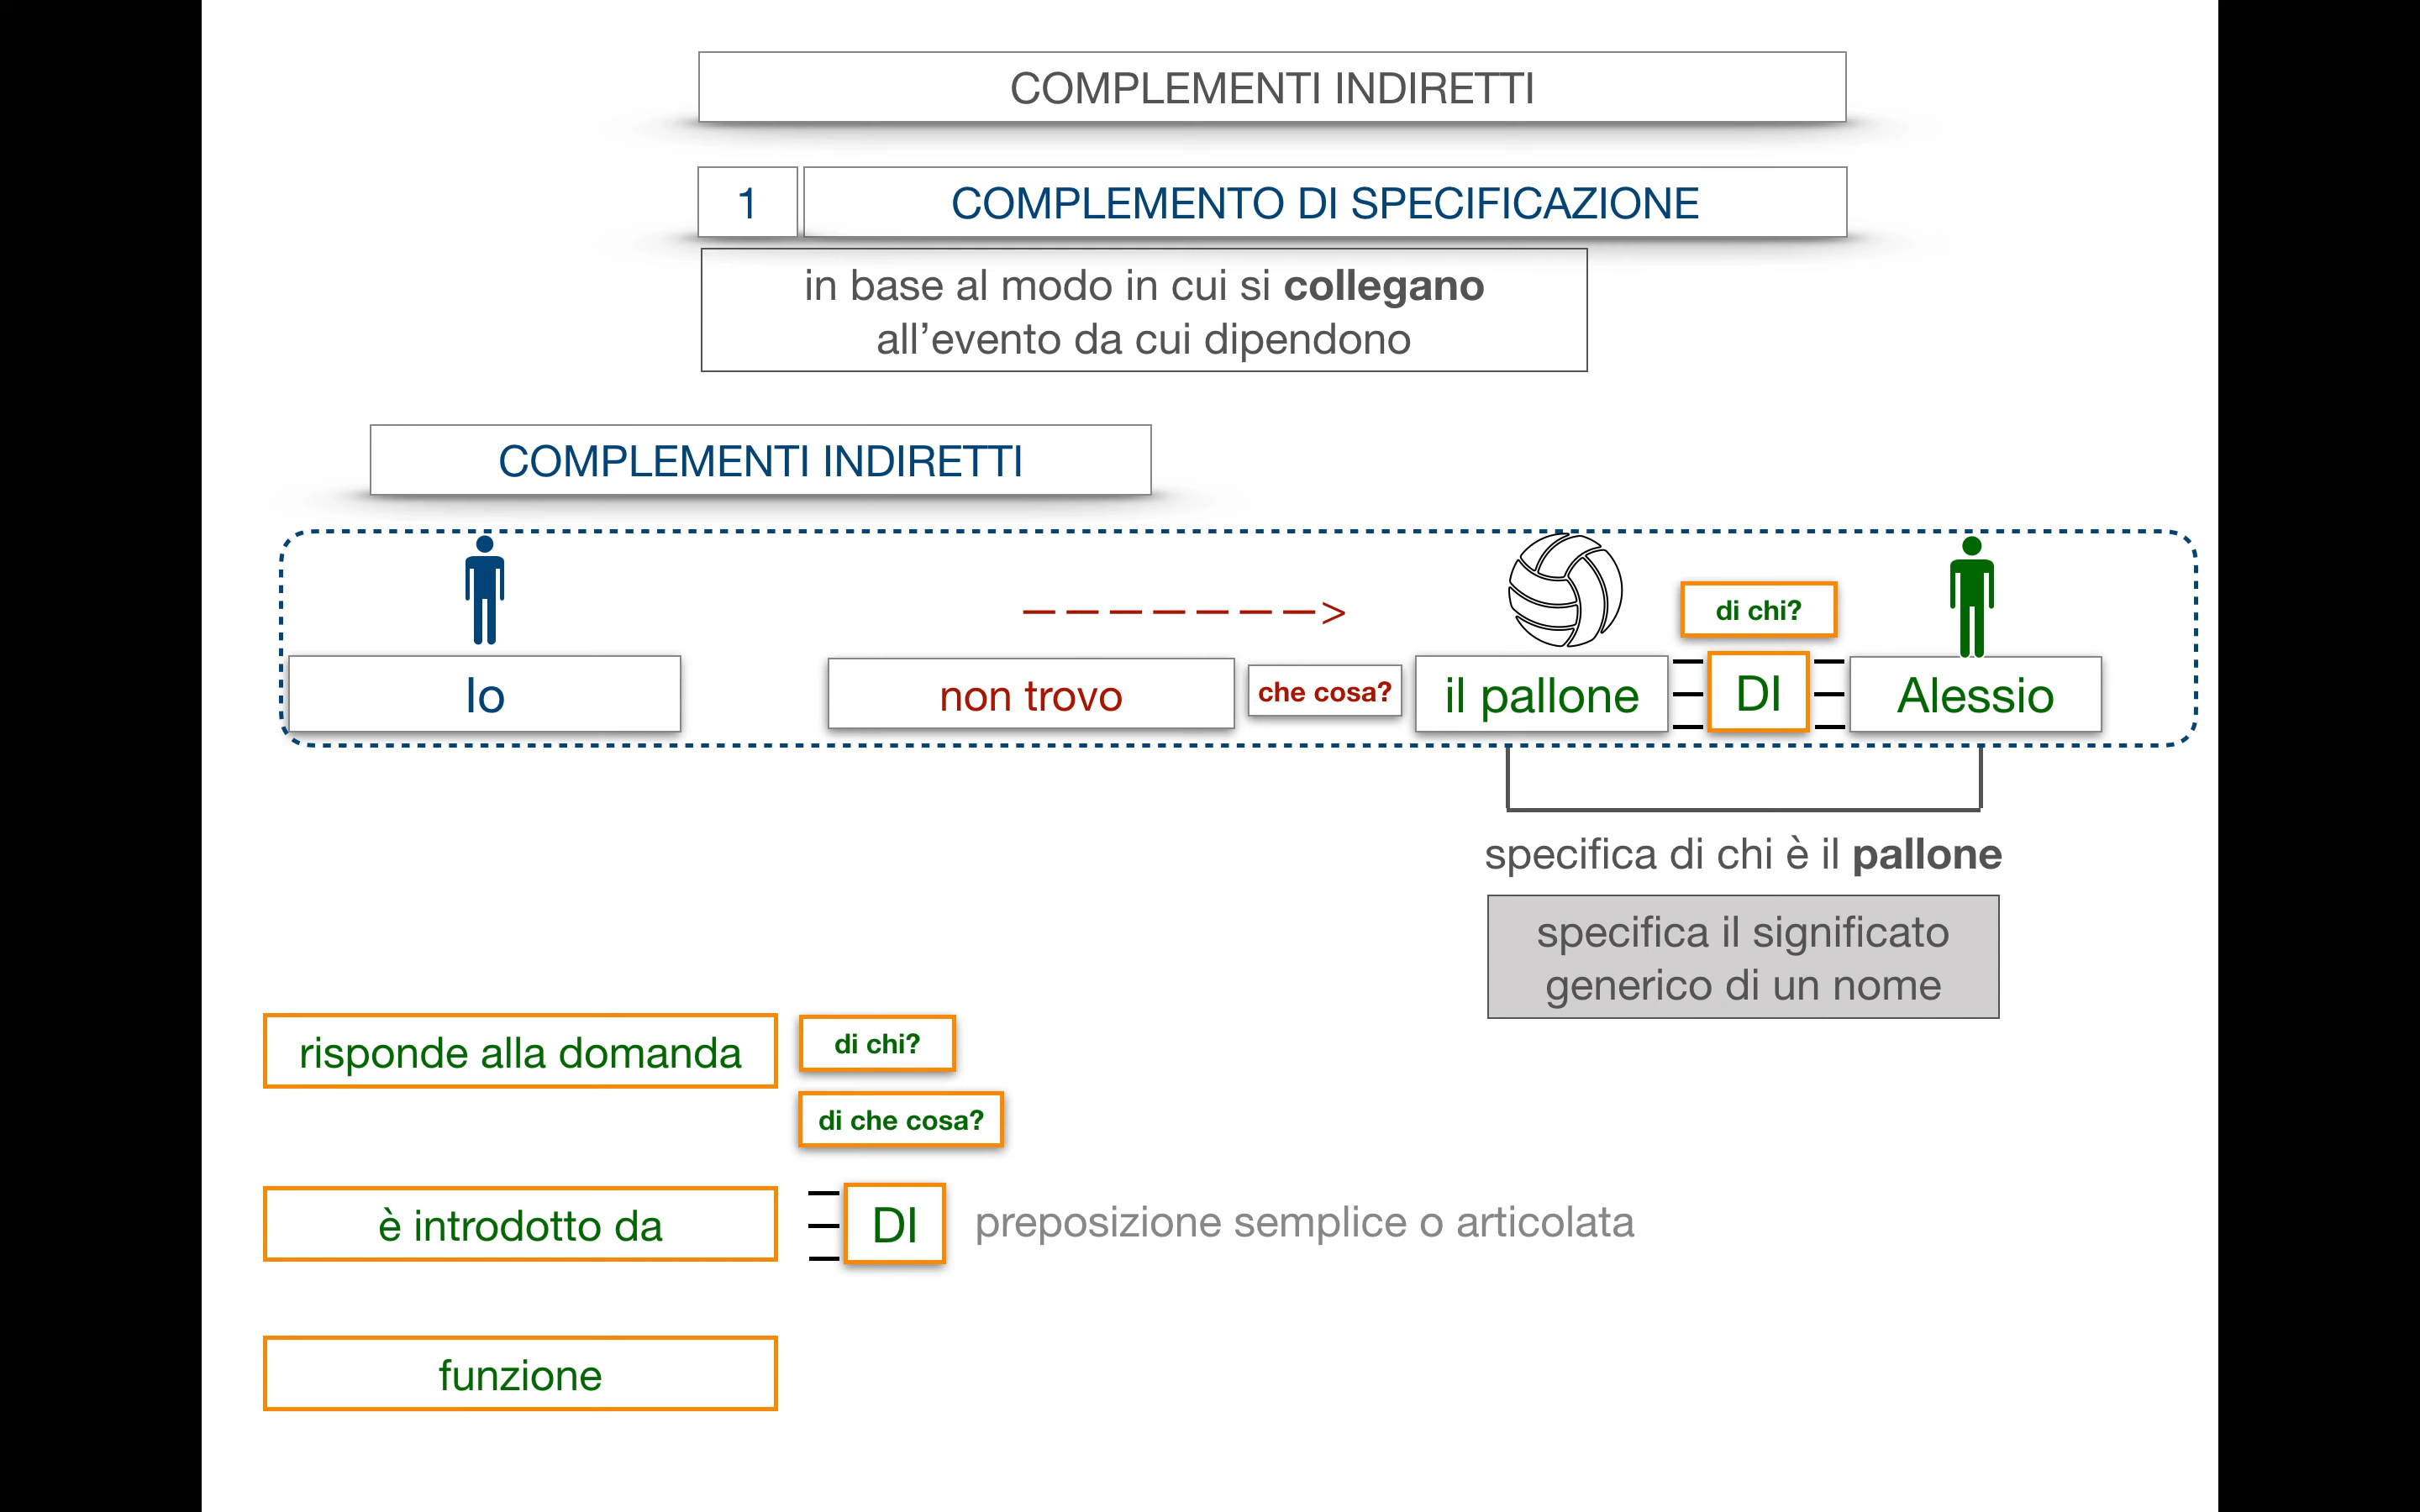 COMPLEMENTI INDIRETTI
1 COMPLEMENTO DI SPECIFICAZIONE
in base al modo in cui si collegano
all’evento da cui dipendono
COMPLEMENTI INDIRETTI
di chi?
Io non trovo che cosa? il pallone DI Alessio
specifica di chi è il pallone
specifica il significato
generico di un nome
risponde alla domanda di chi?
di che cosa?
è introdotto da DI preposizione semplice o articolata
funzione